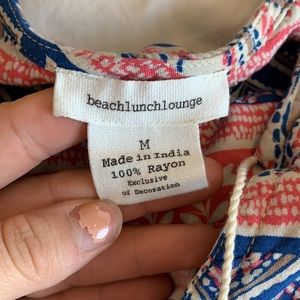 beachlunchlounge
M
Made in India
100% Rayon
Exclusive
of Decoration